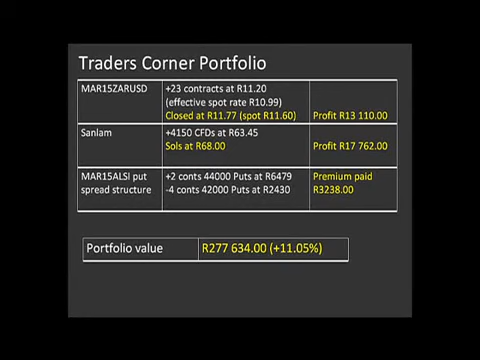 Traders Corner Portfolio
MAR15ZARUSD
+23 contracts at R11.20
(effective spot rate R10.99)
Closed at R11.77 (spot R11.60)
Profit R13 110.00
Sanlam
+4150 CFDs at R63.45
Sols at R68.00
Profit R17 762.00
MAR15ALSI put
spread structure
+2 conts 44000 Puts at R6479
-4 conts 42000 Puts at R2430
Premium paid
R3238.00
Portfolio value
R277 634.00 (+11.05%)